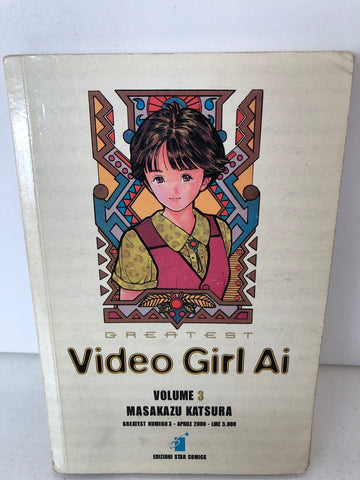 GREATEST
Video Girl Ai
VOLUME 3
MASAKAZU KATSURA
GREATEST NUMERO 3 - APRILE 2000 - LIRE 5.000
EDIZIONI STAR COMICS